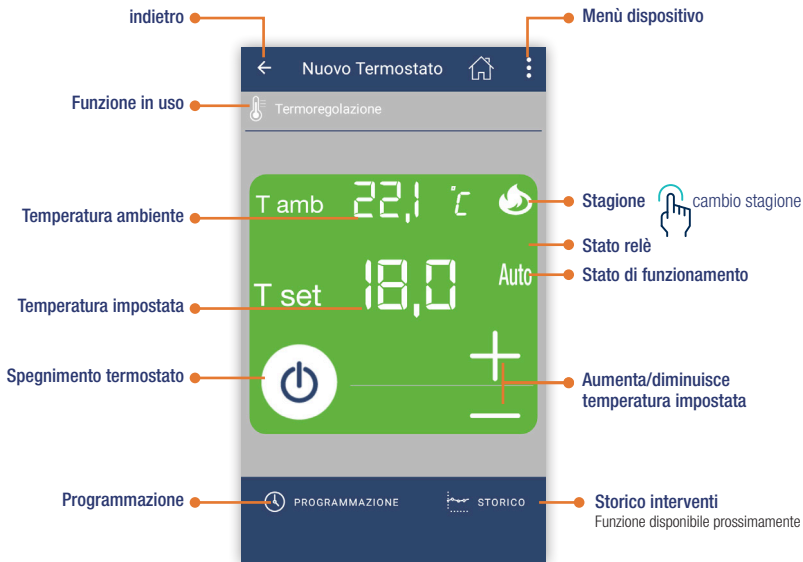 indietro
Menù dispositivo
Nuovo Termostato
Funzione in uso
Termoregolazione
T amb 22,1 °C
Temperatura ambiente
Stagione cambio stagione
Stato relè
Auto
Stato di funzionamento
T set 18,0
Temperatura impostata
Spegnimento termostato
Aumenta/diminuisce
temperatura impostata
Programmazione
PROGRAMMAZIONE
STORICO
Storico interventi
Funzione disponibile prossimamente